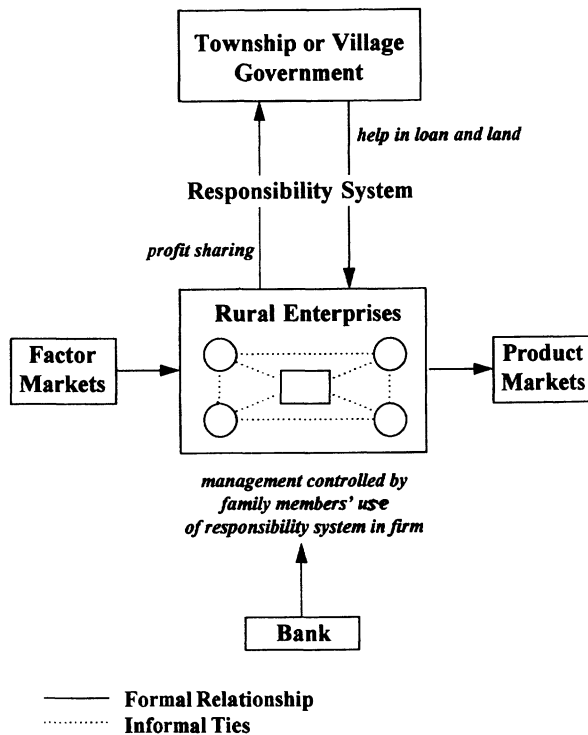 Township or Village
Government
help in loan and land
Responsibility System
profit sharing
Rural Enterprises
Factor
Markets
Product
Markets
management controlled by
family members' use
of responsibility system in firm
Bank
Formal Relationship
Informal Ties